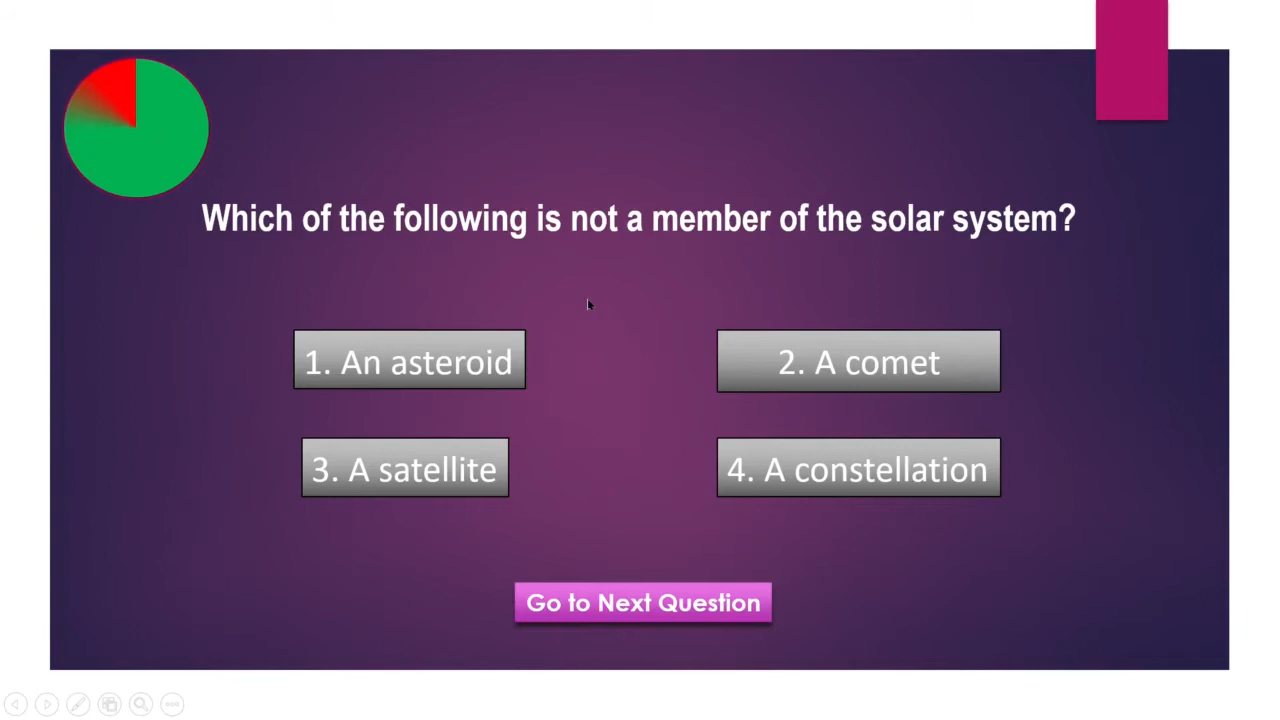 Which of the following is not a member of the solar system?
1. An asteroid
2. A comet
3. A satellite
4. A constellation
Go to Next Question